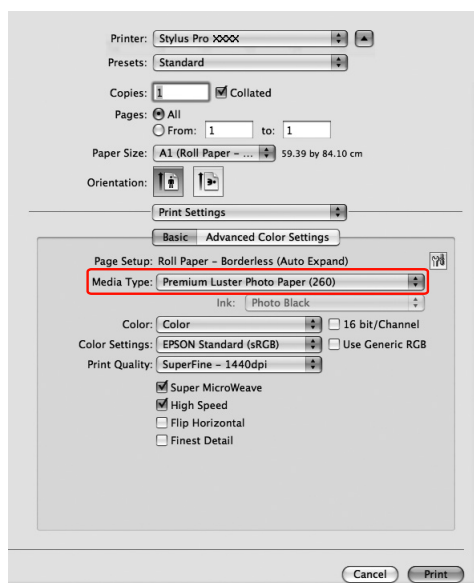 Printer: Stylus Pro XXXX
Presets: Standard
Copies: 1 Collated
Pages: All
From: 1 to: 1
Paper Size: A1 (Roll Paper – ... 59.39 by 84.10 cm
Orientation:
Print Settings
Basic Advanced Color Settings
Page Setup: Roll Paper – Borderless (Auto Expand)
Media Type: Premium Luster Photo Paper (260)
Ink: Photo Black
Color: Color 16 bit/Channel
Color Settings: EPSON Standard (sRGB) Use Generic RGB
Print Quality: SuperFine – 1440dpi
Super MicroWeave
High Speed
Flip Horizontal
Finest Detail
Cancel Print